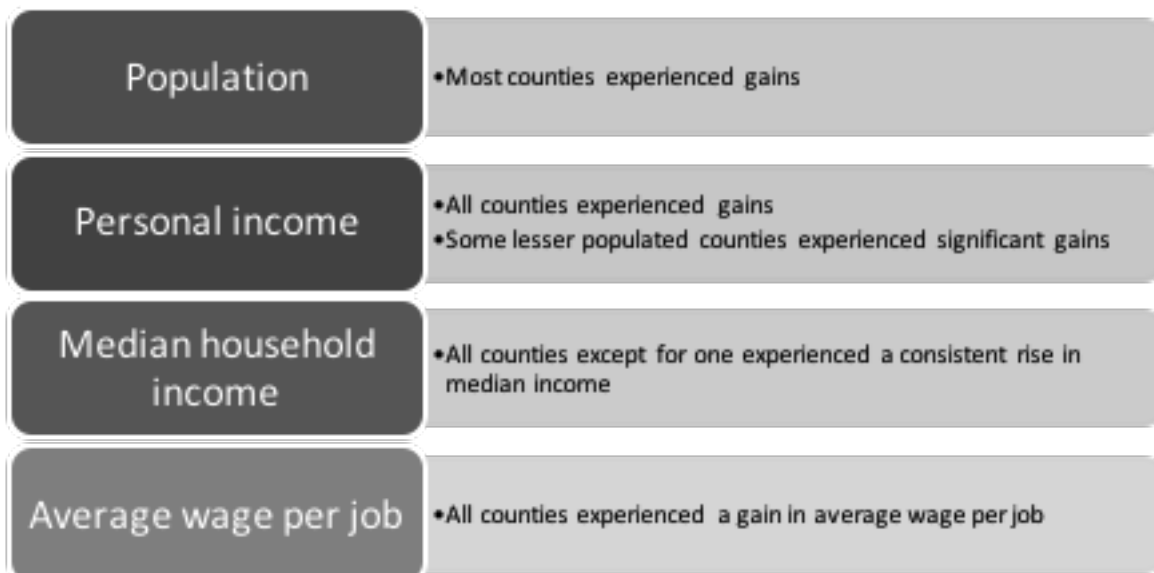 Population
•Most counties experienced gains
Personal income
•All counties experienced gains
•Some lesser populated counties experienced significant gains
Median household
income
•All counties except for one experienced a consistent rise in
median income
Average wage per job
•All counties experienced a gain in average wage per job